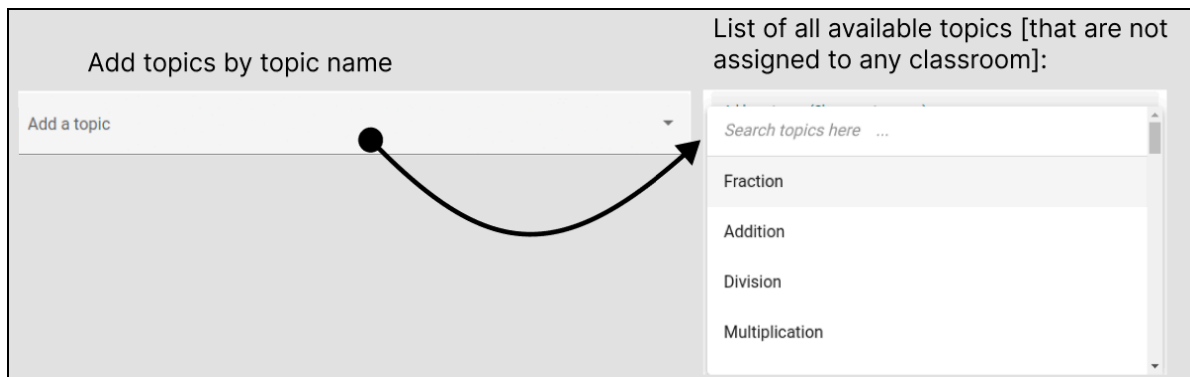 Add topics by topic name
Add a topic
List of all available topics [that are not
assigned to any classroom]:
Search topics here ...
Fraction
Addition
Division
Multiplication